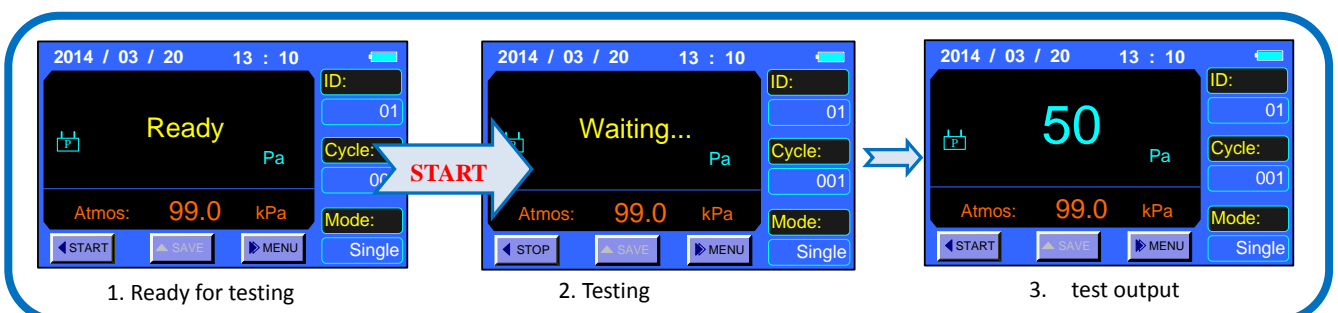 2014 / 03 / 20 13 : 10
ID:
01
Ready
P
Pa
Cycle:
00
Atmos: 99.0 kPa
Mode:
START SAVE MENU
Single
1. Ready for testing
START
2014 / 03 / 20 13 : 10
ID:
01
Waiting...
P
Pa
Cycle:
001
Atmos: 99.0 kPa
Mode:
STOP SAVE MENU
Single
2. Testing
2014 / 03 / 20 13 : 10
ID:
01
50
P
Pa
Cycle:
001
Atmos: 99.0 kPa
Mode:
START SAVE MENU
Single
3. test output